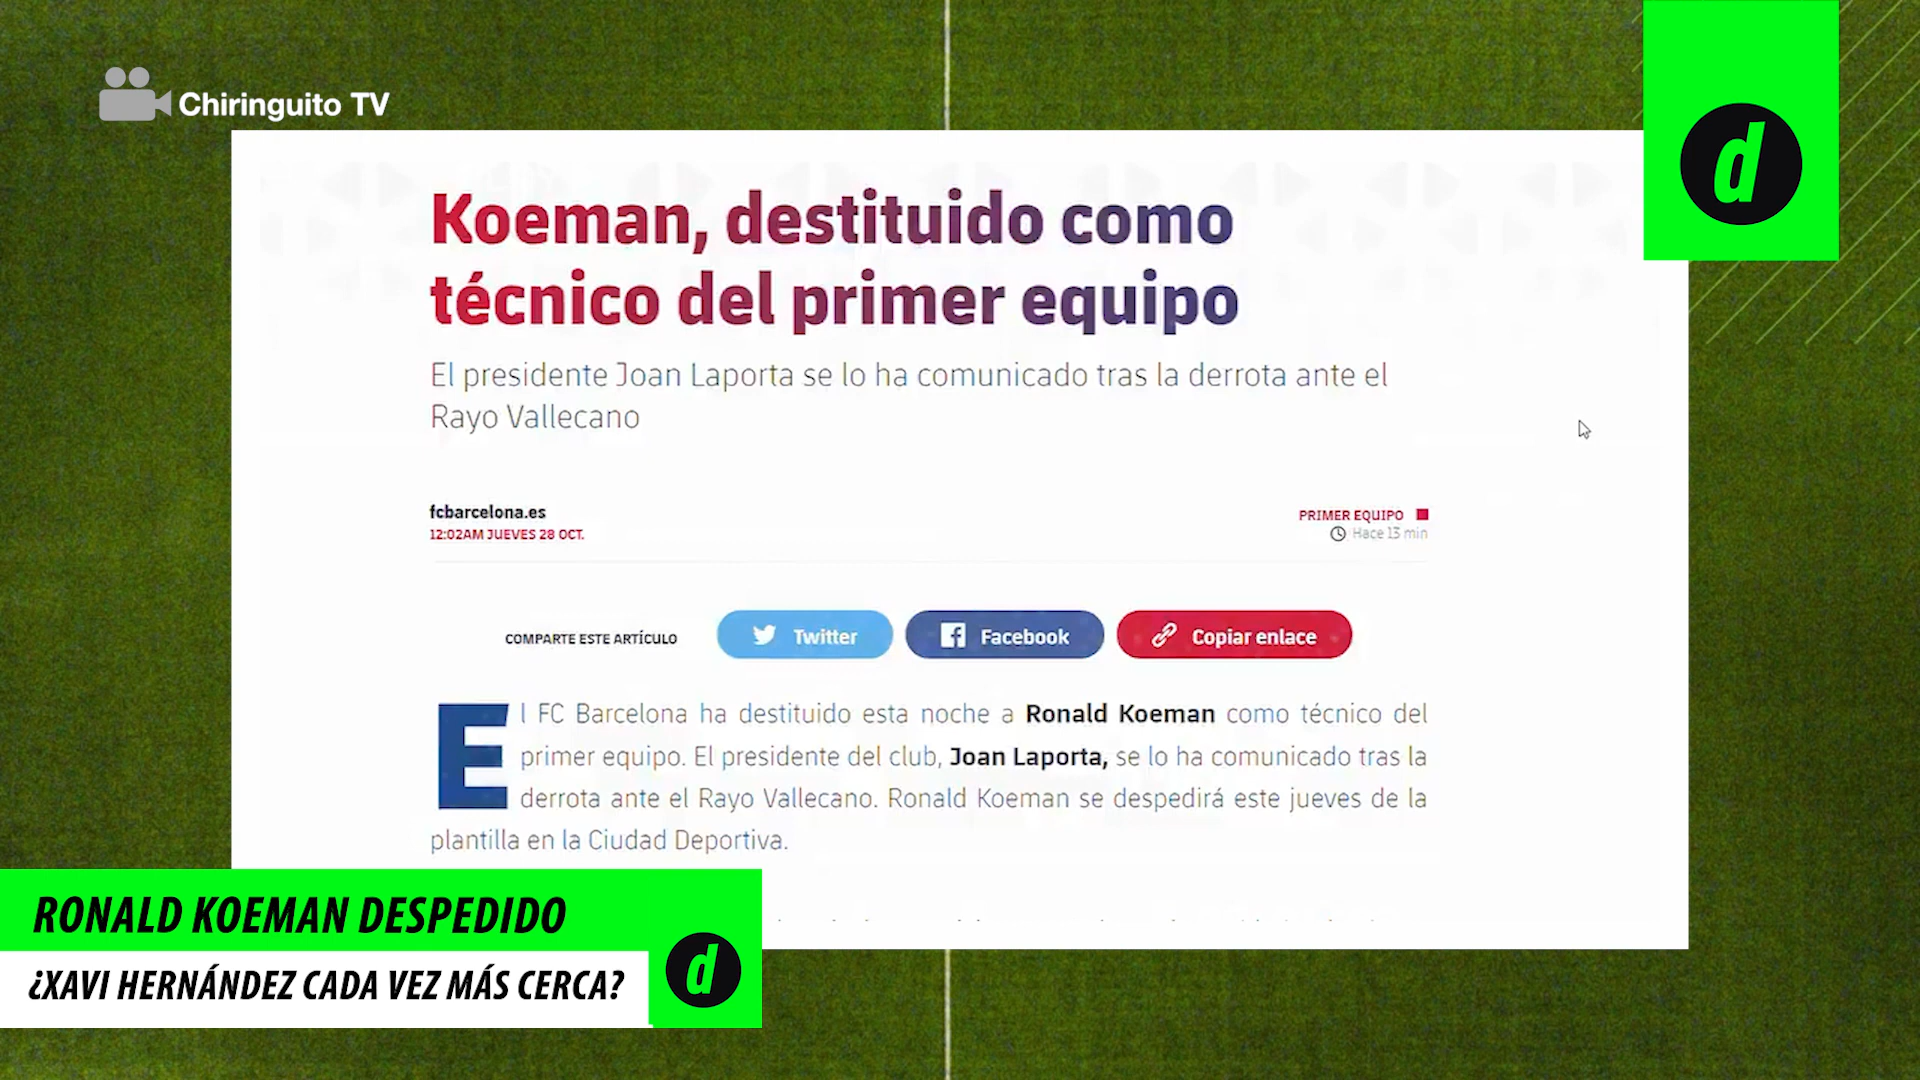 Chiringuito TV
d
Koeman, destituido como
técnico del primer equipo
El presidente Joan Laporta se lo ha comunicado tras la derrota ante el
Rayo Vallecano
fcbarcelona.es
12:02AM JUEVES 28 OCT.
PRIMER EQUIPO
Hace 13 min
COMPARTE ESTE ARTÍCULO
Twitter
Facebook
Copiar enlace
El FC Barcelona ha destituido esta noche a Ronald Koeman como técnico del
primer equipo. El presidente del club, Joan Laporta, se lo ha comunicado tras la
derrota ante el Rayo Vallecano. Ronald Koeman se despedirá este jueves de la
plantilla en la Ciudad Deportiva.
RONALD KOEMAN DESPEDIDO
¿XAVI HERNÁNDEZ CADA VEZ MÁS CERCA?
d